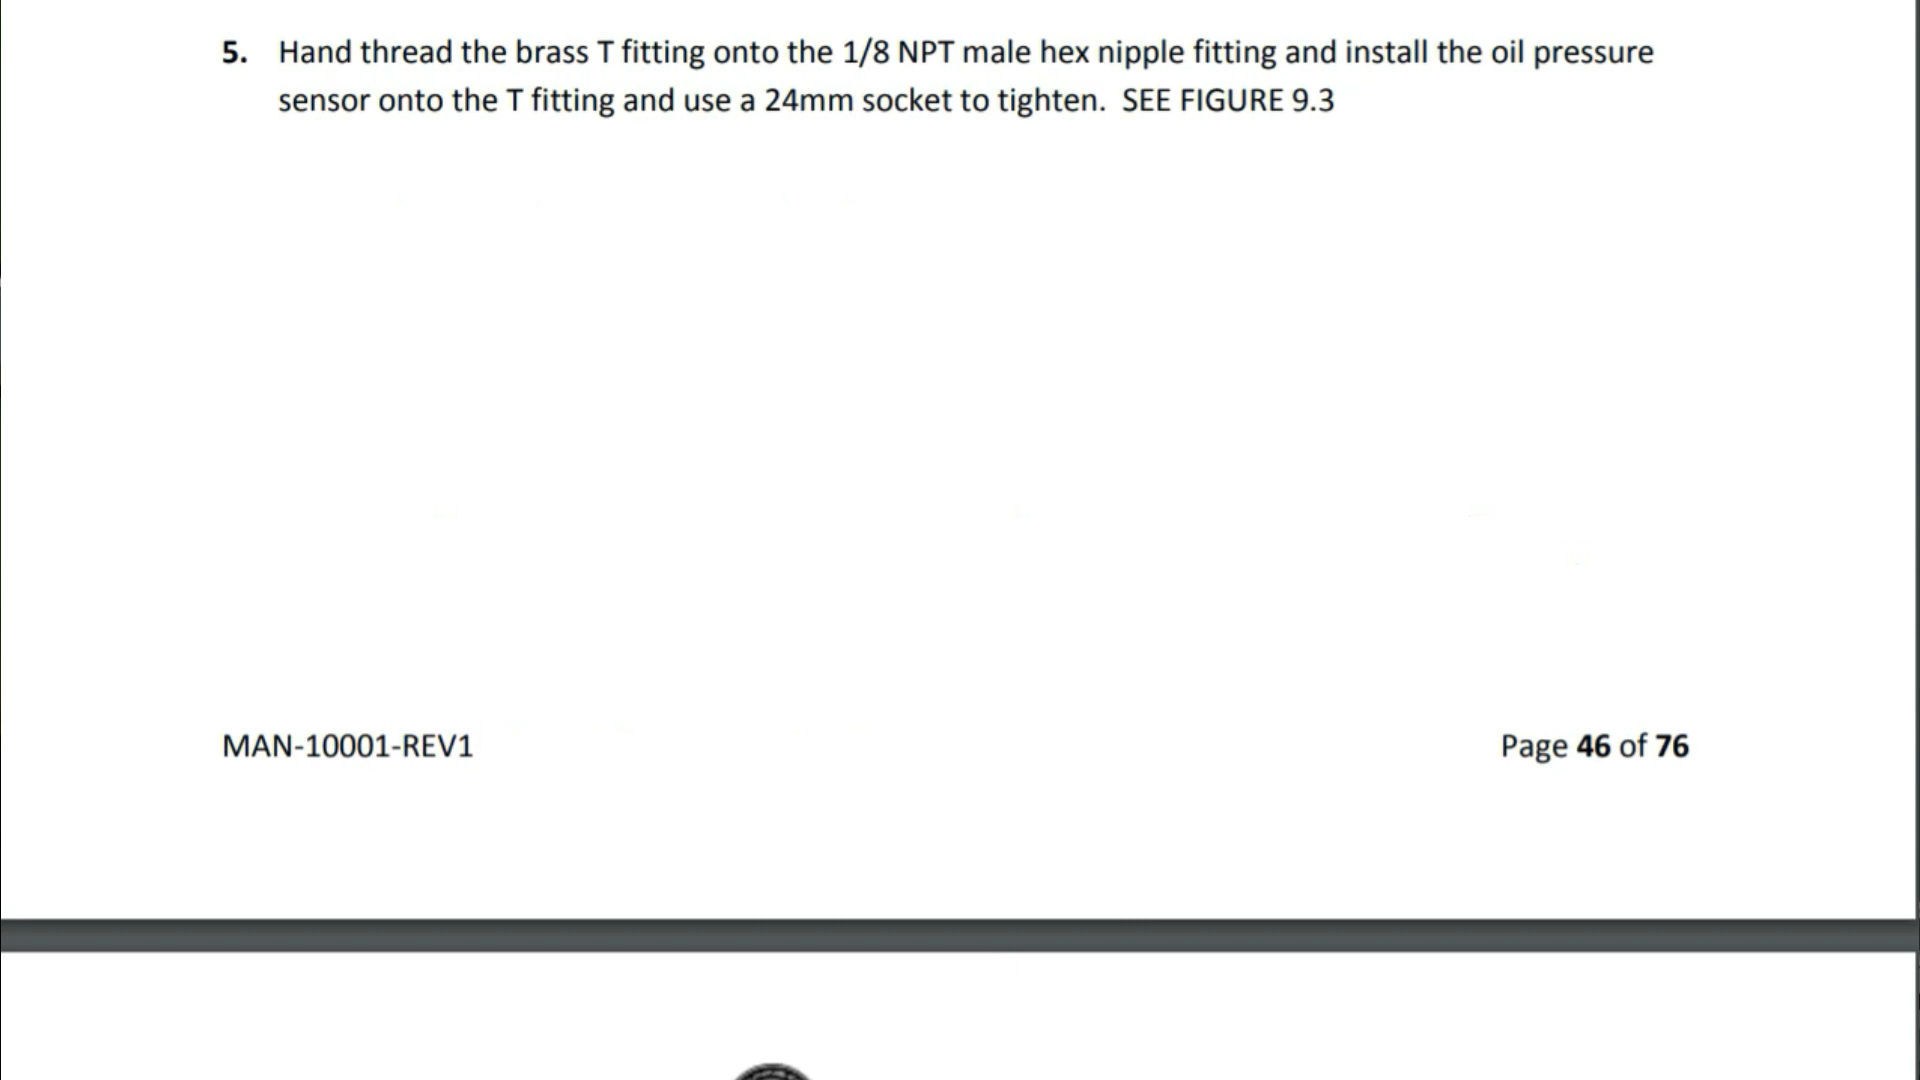 5. Hand thread the brass T fitting onto the 1/8 NPT male hex nipple fitting and install the oil pressure
sensor onto the T fitting and use a 24mm socket to tighten.  SEE FIGURE 9.3
MAN-10001-REV1
Page 46 of 76